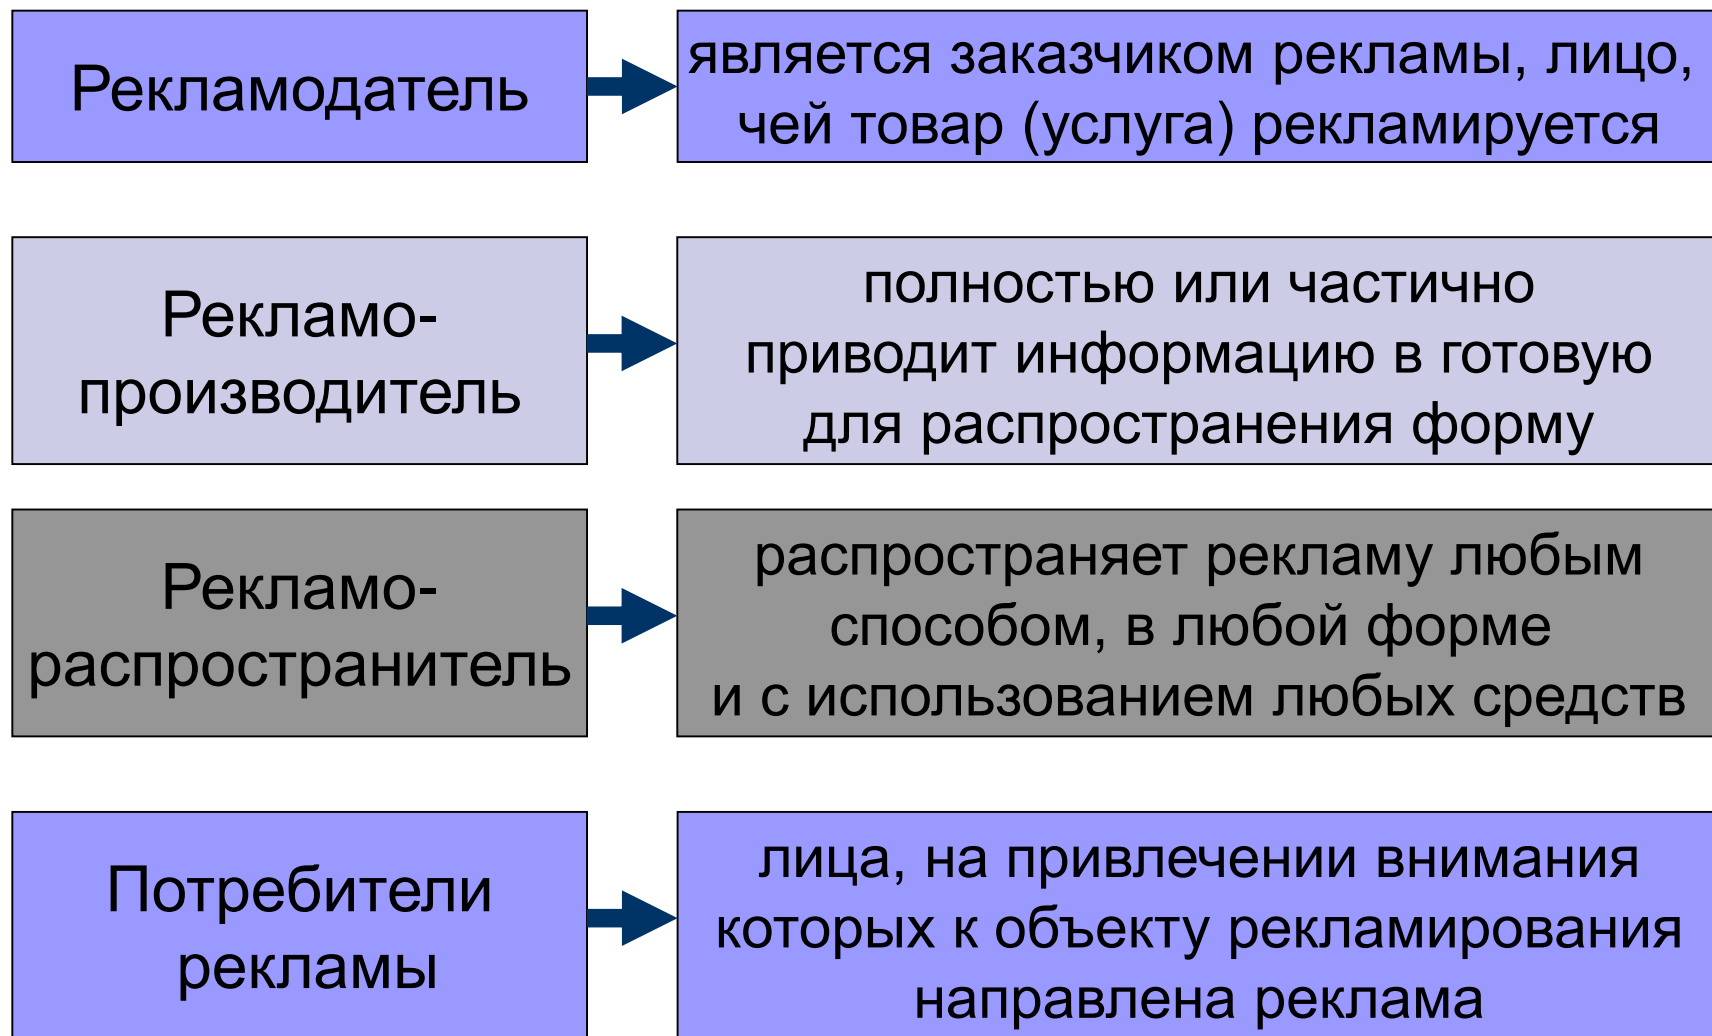 Рекламодатель
является заказчиком рекламы, лицо,
чей товар (услуга) рекламируется
Рекламо-
производитель
полностью или частично
приводит информацию в готовую
для распространения форму
Рекламо-
распространитель
распространяет рекламу любым
способом, в любой форме
и с использованием любых средств
Потребители
рекламы
лица, на привлечении внимания
которых к объекту рекламирования
направлена реклама